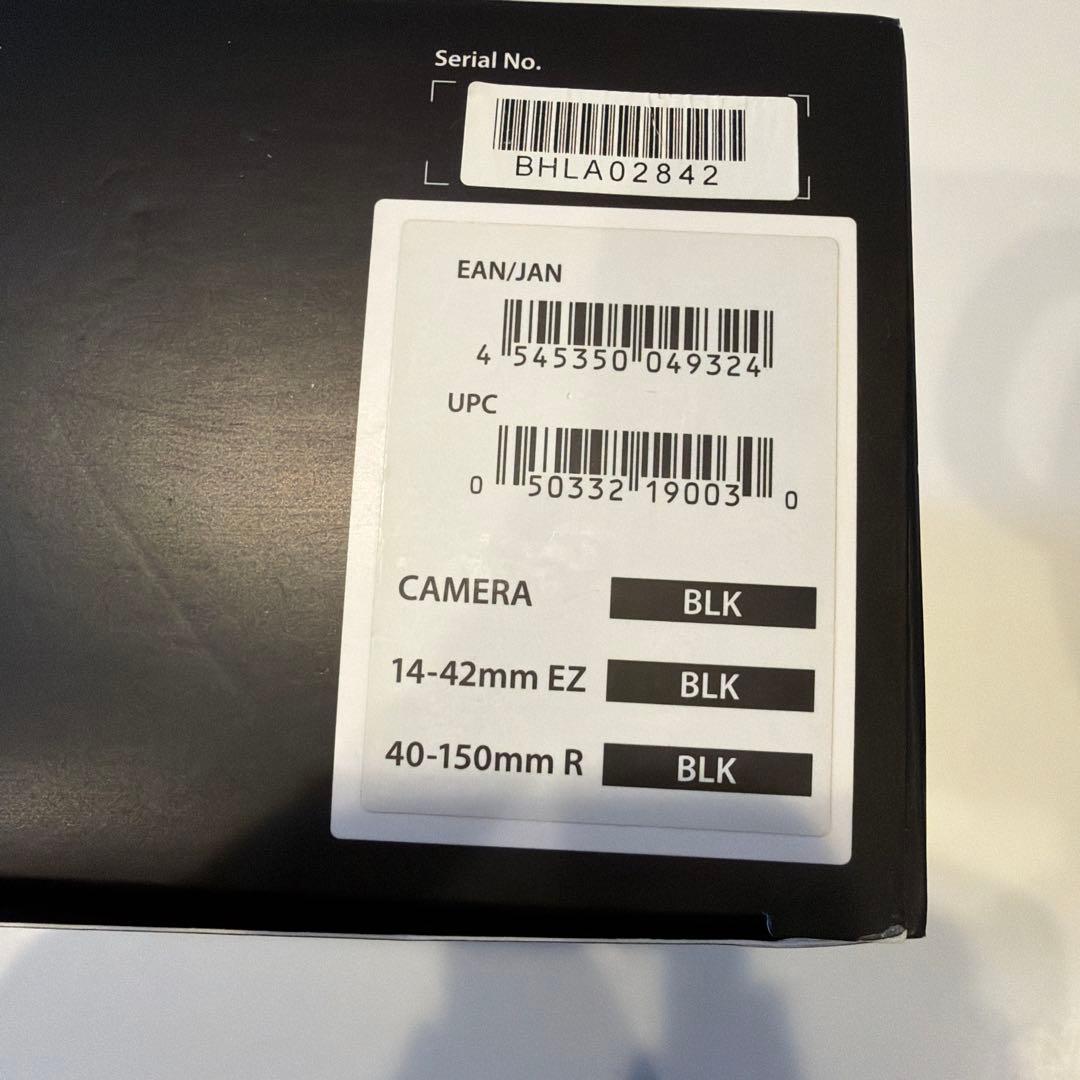 Serial No.
BHLA02842
EAN/JAN
4 545350 049324
UPC
0 50332 19003 0
CAMERA BLK
14-42mm EZ BLK
40-150mm R BLK